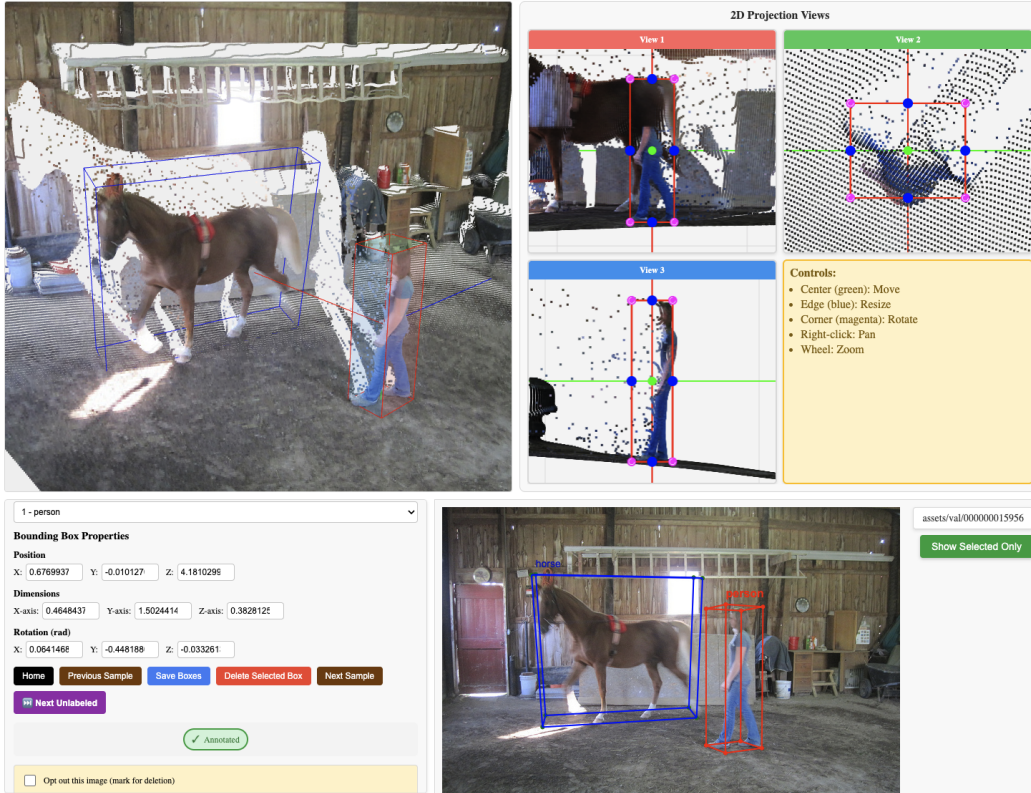 2D Projection Views
View 1
View 2
View 3
Controls:
• Center (green): Move
• Edge (blue): Resize
• Corner (magenta): Rotate
• Right-click: Pan
• Wheel: Zoom
1 - person
Bounding Box Properties
Position
X: 0.6769937 Y: -0.010127 Z: 4.1810299
Dimensions
X-axis: 0.4648437 Y-axis: 1.5024414 Z-axis: 0.3828125
Rotation (rad)
X: 0.0641468 Y: -0.448188 Z: -0.033261
Home Previous Sample Save Boxes Delete Selected Box Next Sample
Next Unlabeled
✓ Annotated
Opt out this image (mark for deletion)
horse
person
assets/val/000000015956
Show Selected Only